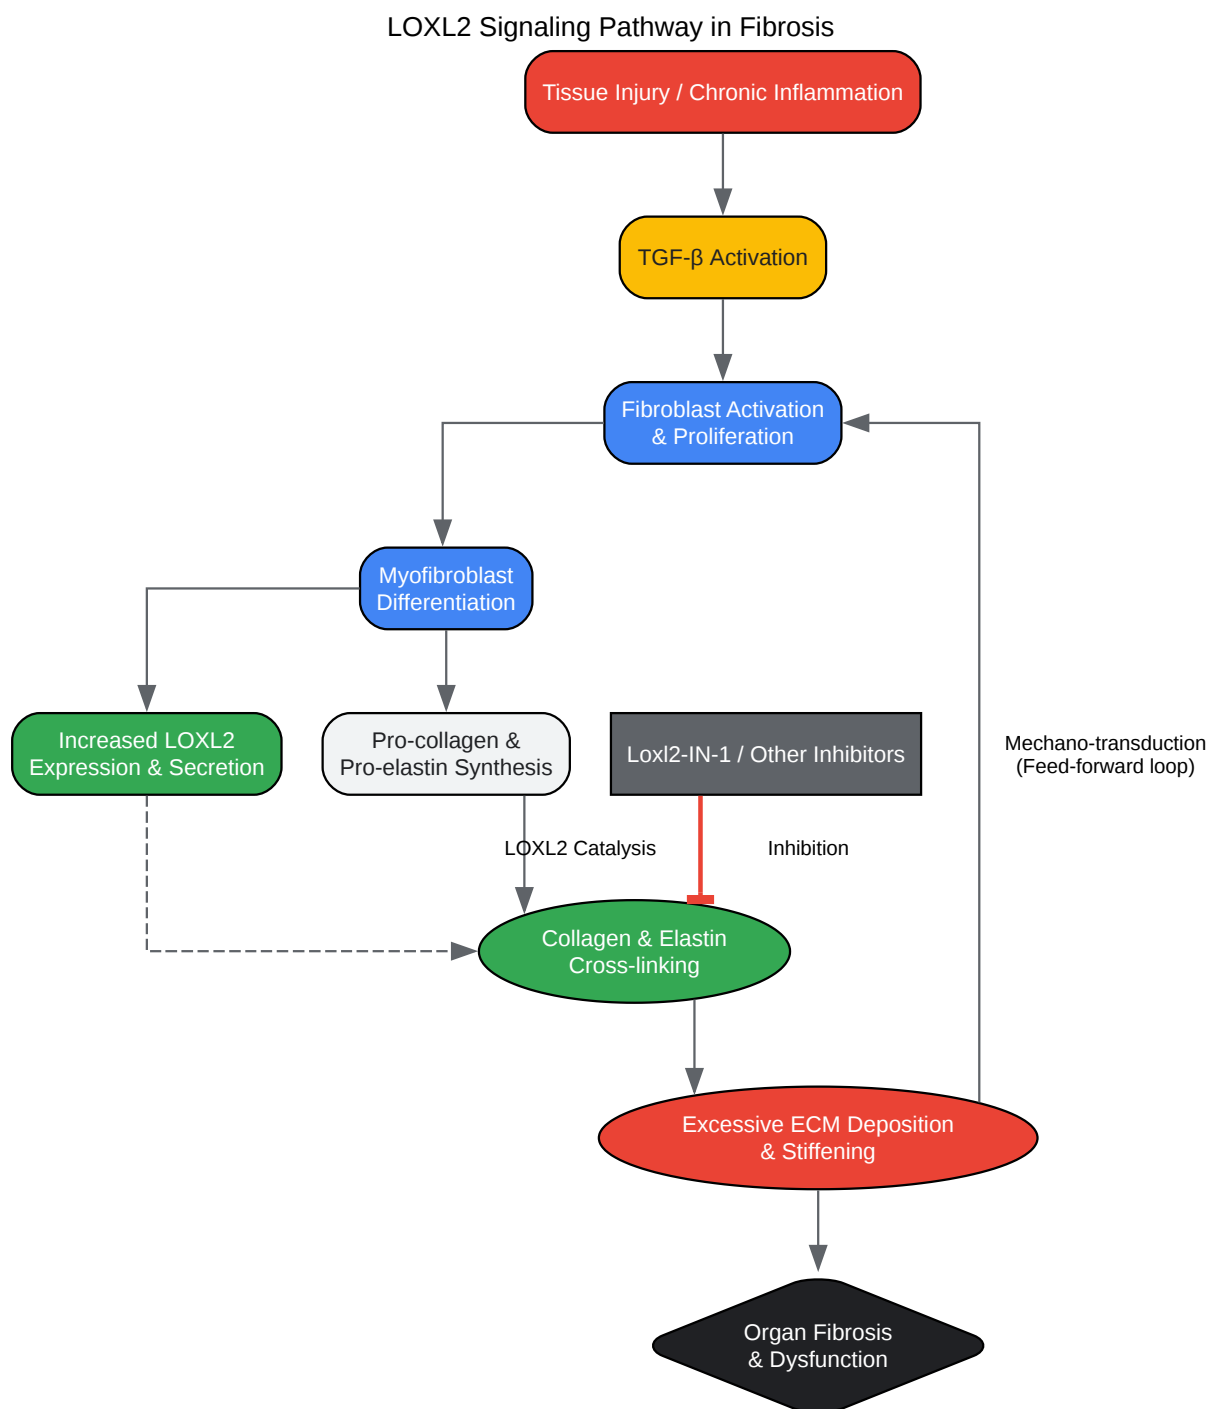 LOXL2 Signaling Pathway in Fibrosis
Tissue Injury / Chronic Inflammation
TGF-β Activation
Fibroblast Activation
& Proliferation
Myofibroblast
Differentiation
Increased LOXL2
Expression & Secretion
Pro-collagen &
Pro-elastin Synthesis
Loxl2-IN-1 / Other Inhibitors
Mechano-transduction
(Feed-forward loop)
LOXL2 Catalysis
Inhibition
Collagen & Elastin
Cross-linking
Excessive ECM Deposition
& Stiffening
Organ Fibrosis
& Dysfunction